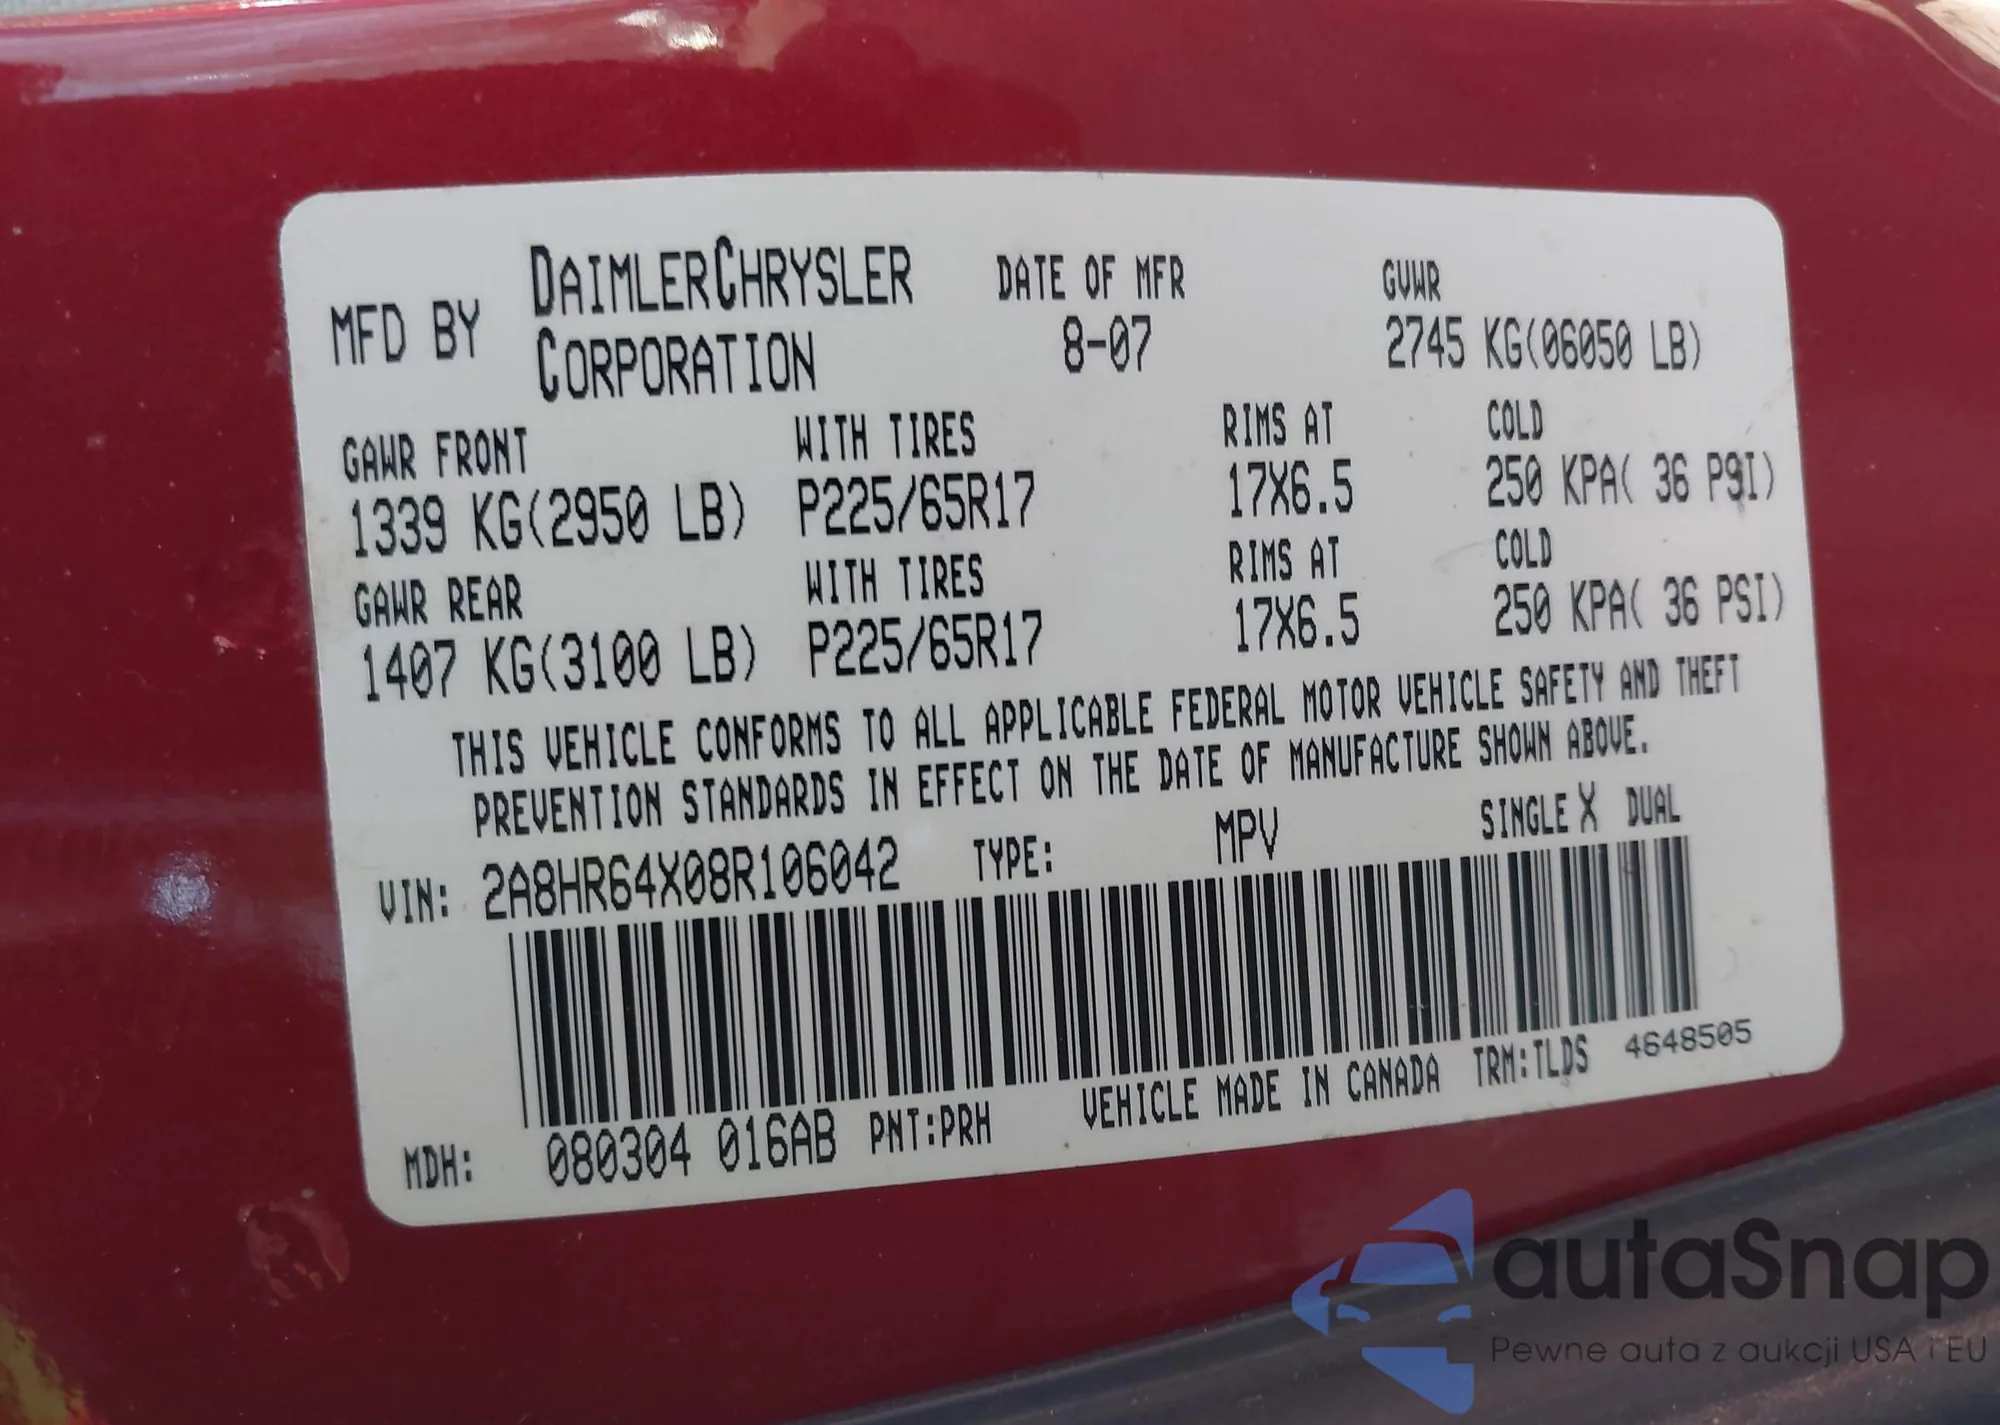 MFD BY DAIMLERCHRYSLER CORPORATION DATE OF MFR 8-07 GVWR 2745 KG(06050 LB)
GAWR FRONT WITH TIRES RIMS AT COLD
1339 KG(2950 LB) P225/65R17 17X6.5 250 KPA( 36 PSI)
GAWR REAR WITH TIRES RIMS AT COLD
1407 KG(3100 LB) P225/65R17 17X6.5 250 KPA( 36 PSI)
THIS VEHICLE CONFORMS TO ALL APPLICABLE FEDERAL MOTOR VEHICLE SAFETY AND THEFT
PREVENTION STANDARDS IN EFFECT ON THE DATE OF MANUFACTURE SHOWN ABOVE.
VIN: 2A8HR64X08R106042 TYPE: MPV SINGLE X DUAL
MDH: 080304 016AB PNT:PRH VEHICLE MADE IN CANADA TRM:TLDS 4648505
autaSnap
Pewne auta z aukcji USA i EU